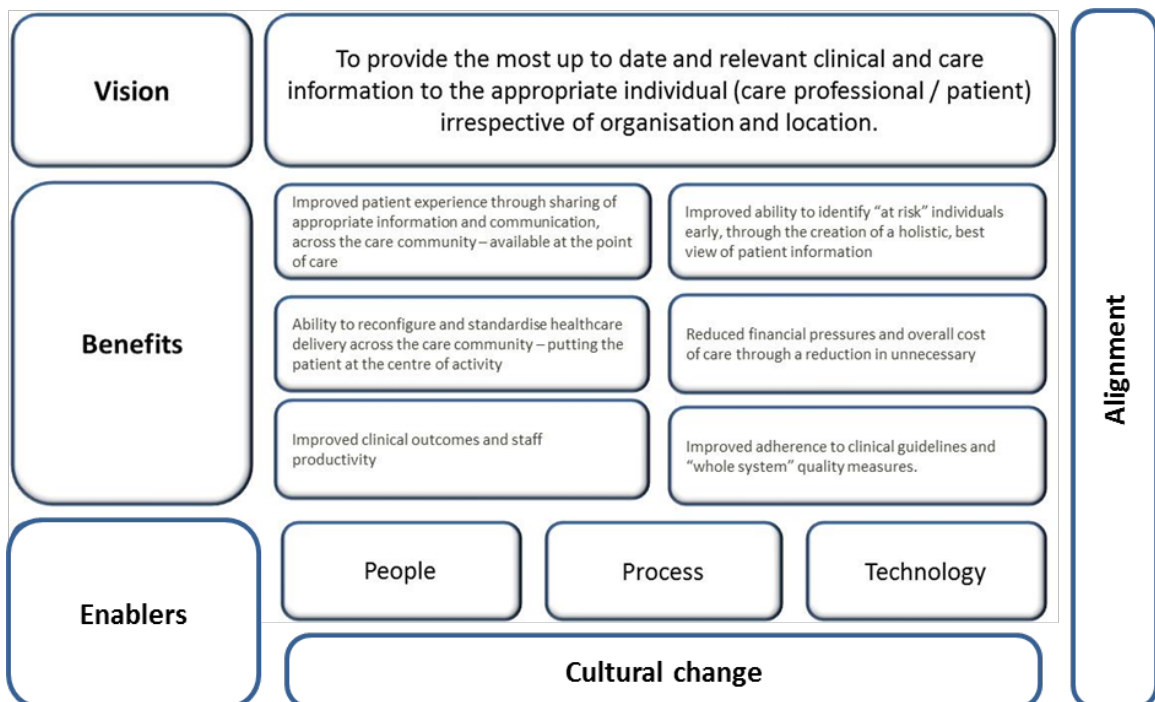 Vision
To provide the most up to date and relevant clinical and care
information to the appropriate individual (care professional / patient)
irrespective of organisation and location.
Benefits
Improved patient experience through sharing of
appropriate information and communication,
across the care community – available at the point
of care
Improved ability to identify “at risk” individuals
early, through the creation of a holistic, best
view of patient information
Ability to reconfigure and standardise healthcare
delivery across the care community – putting the
patient at the centre of activity
Reduced financial pressures and overall cost
of care through a reduction in unnecessary
Improved clinical outcomes and staff
productivity
Improved adherence to clinical guidelines and
“whole system” quality measures.
Enablers
People
Process
Technology
Cultural change
Alignment